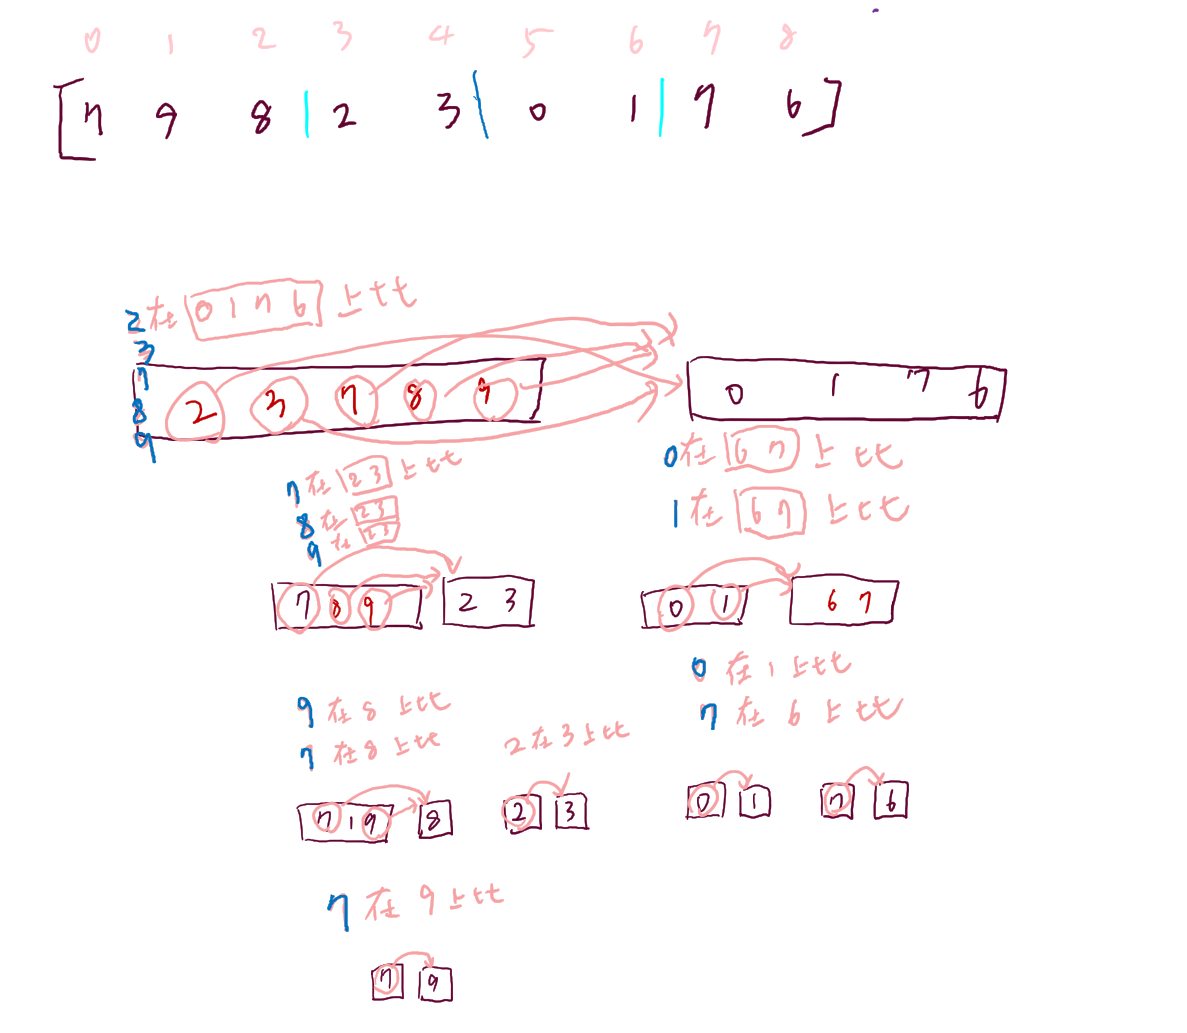 0 1 2 3 4 5 6 7 8
[7 9 8 | 2 3 | 0 1 | 7 6]
2在 0 1 7 6 上比
3
7
8
9
2 3 7 8 9
0 1 7 6
7在 2 3 上比
8在 2 3
9在 2 3
0在 6 7 上比
1在 6 7 上比
7 8 9
2 3
0 1
6 7
9在8上比
7在8上比
2在3上比
0在1上比
7在6上比
7 1 9
8
2
3
0
1
7
6
7在9上比
7
9